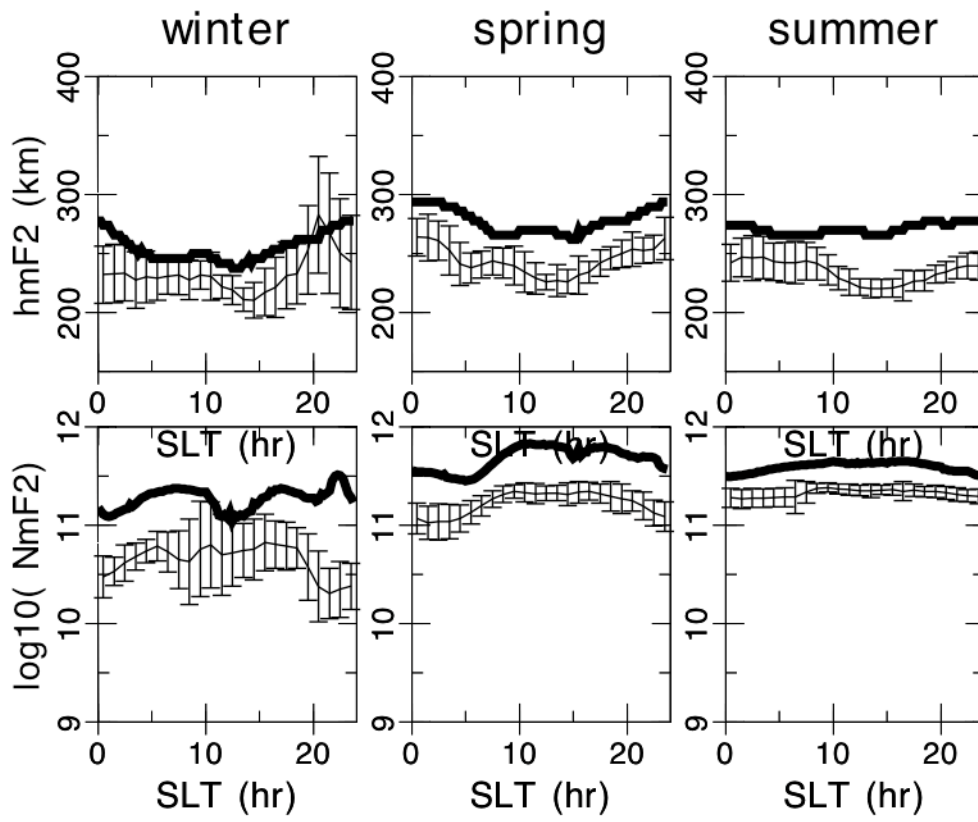 winter spring summer
hmF2 (km)
400 400 400
300 300 300
200 200 200
0 10 20 0 10 20 0 10 20
SLT (hr) SLT (hr) SLT (hr)
log10( NmF2)
12 12 12
11 11 11
10 10 10
9 9 9
0 10 20 0 10 20 0 10 20
SLT (hr) SLT (hr) SLT (hr)